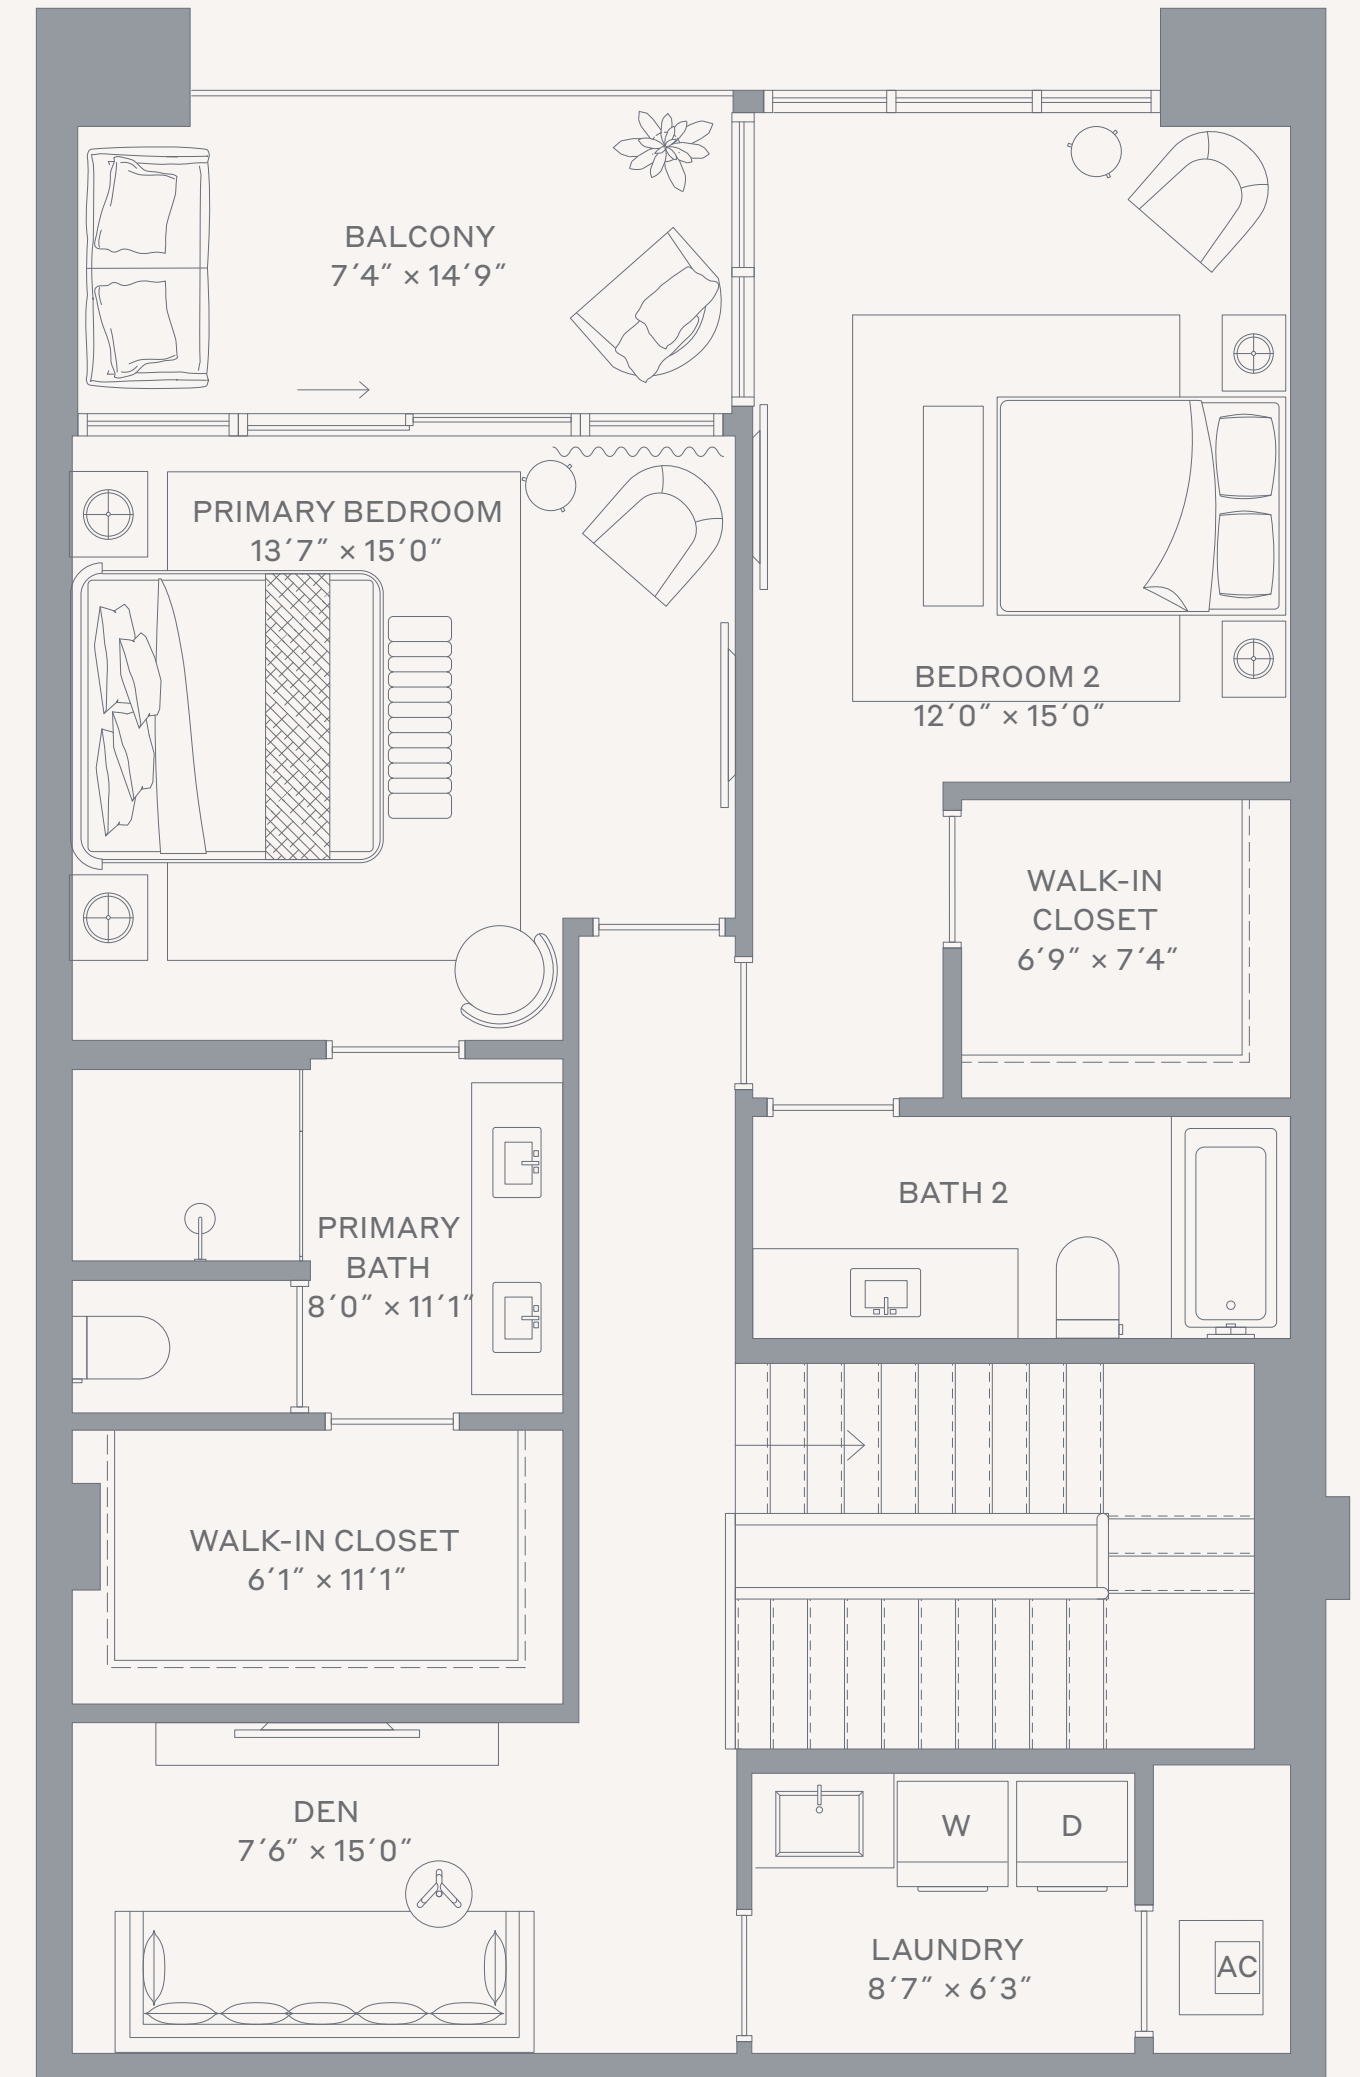 BALCONY
7′4″ × 14′9″
PRIMARY BEDROOM
13′7″ × 15′0″
BEDROOM 2
12′0″ × 15′0″
WALK-IN
CLOSET
6′9″ × 7′4″
BATH 2
PRIMARY
BATH
8′0″ × 11′1″
WALK-IN CLOSET
6′1″ × 11′1″
DEN
7′6″ × 15′0″
W
D
LAUNDRY
8′7″ × 6′3″
AC